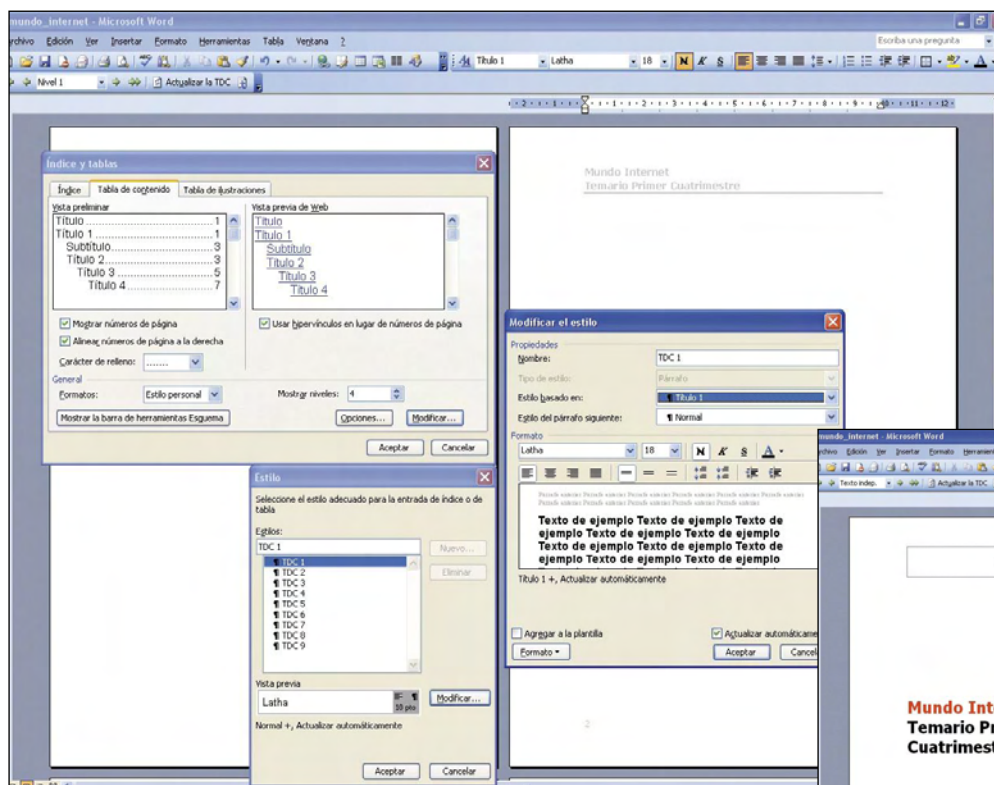 mundo_internet - Microsoft Word
Archivo Edición Ver Insertar Formato Herramientas Tabla Ventana ?
Escriba una pregunta
Título 1 Latha 18 N K S
Nivel 1 Actualizar la TDC
Mundo Internet
Temario Primer Cuatrimestre
Índice y tablas
Índice Tabla de contenido Tabla de ilustraciones
Vista preliminar
Título ................ 1
Título 1 ................ 1
Subtítulo ................ 3
Título 2 ................ 3
Título 3 ................ 5
Título 4 ................ 7
Vista previa de Web
Título
Título 1
Subtítulo
Título 2
Título 3
Título 4
Mostrar números de página
Alinear números de página a la derecha
Usar hipervínculos en lugar de números de página
Carácter de relleno: .......
General
Formatos: Estilo personal
Mostrar niveles: 4
Mostrar la barra de herramientas Esquema
Opciones... Modificar...
Aceptar Cancelar
Estilo
Seleccione el estilo adecuado para la entrada de índice o de
tabla
Estilos:
TDC 1
¶ TDC 1
¶ TDC 2
¶ TDC 3
¶ TDC 4
¶ TDC 5
¶ TDC 6
¶ TDC 7
¶ TDC 8
¶ TDC 9
Nuevo...
Eliminar
Vista previa
Latha
10 pto
Modificar...
Normal +, Actualizar automáticamente
Aceptar Cancelar
Modificar el estilo
Propiedades
Nombre: TDC 1
Tipo de estilo: Párrafo
Estilo basado en: ¶ Título 1
Estilo del párrafo siguiente: ¶ Normal
Formato
Latha 18 N K S A
Texto de ejemplo Texto de ejemplo Texto de
ejemplo Texto de ejemplo Texto de ejemplo
Texto de ejemplo Texto de ejemplo Texto de
ejemplo Texto de ejemplo Texto de ejemplo
Título 1 +, Actualizar automáticamente
Agregar a la plantilla
Actualizar automáticame
Formato
Aceptar Cancel
2
mundo_internet - Microsoft Word
Archivo Edición Ver Insertar Formato Herramien
Texto indep. Actualizar la TDC
Mundo Int
Temario Pr
Cuatrimest